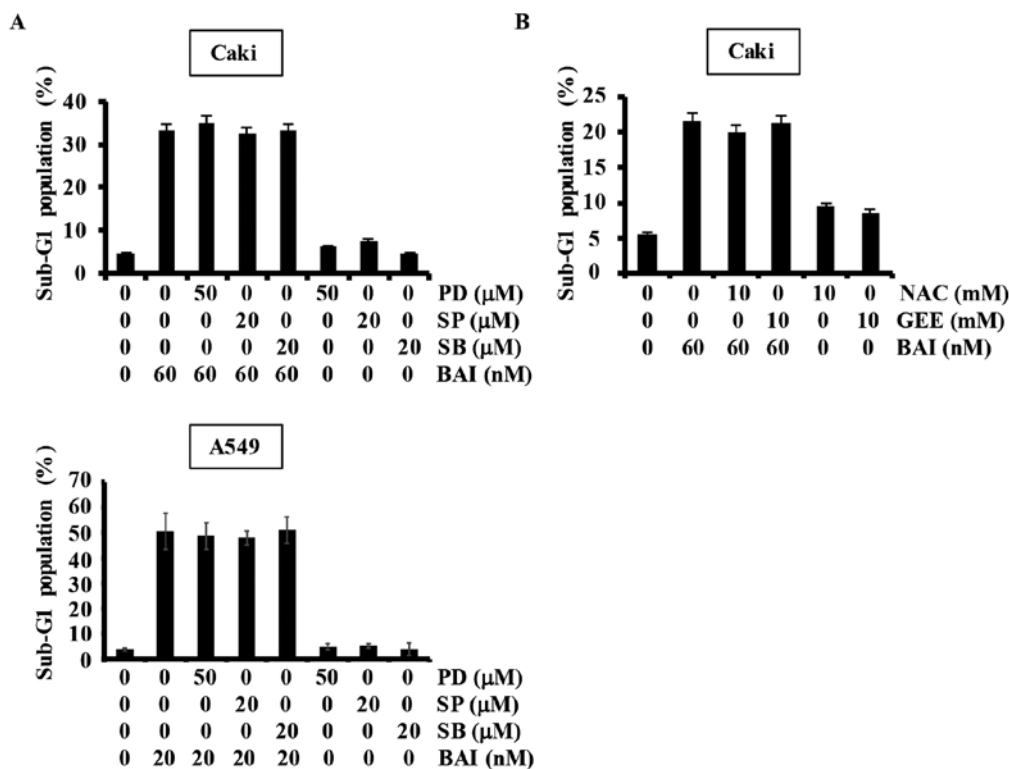 A
Caki
Sub-G1 population (%)
40
30
20
10
0
0 0 50 0 0 50 0 0 PD (µM)
0 0 0 20 0 0 20 0 SP (µM)
0 0 0 0 20 0 0 20 SB (µM)
0 60 60 60 60 0 0 0 BAI (nM)
B
Caki
Sub-G1 population (%)
25
20
15
10
5
0
0 0 10 0 10 0 NAC (mM)
0 0 0 10 0 10 GEE (mM)
0 60 60 60 0 0 BAI (nM)
A549
Sub-G1 population (%)
70
60
50
40
30
20
10
0
0 0 50 0 0 50 0 0 PD (µM)
0 0 0 20 0 0 20 0 SP (µM)
0 0 0 0 20 0 0 20 SB (µM)
0 20 20 20 20 0 0 0 BAI (nM)